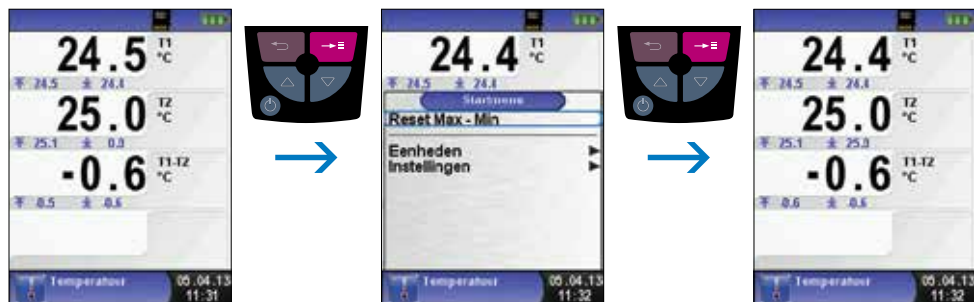 24.5 T1 °C
24.5 24.4
25.0 T2 °C
25.1 0.0
-0.6 T1-T2 °C
0.5 -0.6
Temperatuur 05.04.13
11:31
24.4 T1 °C
24.5 24.4
Startmenu
Reset Max - Min
Eenheden
Instellingen
Temperatuur 05.04.13
11:32
24.4 T1 °C
24.5 24.4
25.0 T2 °C
25.1 25.0
-0.6 T1-T2 °C
-0.6 -0.6
Temperatuur 05.04.13
11:32